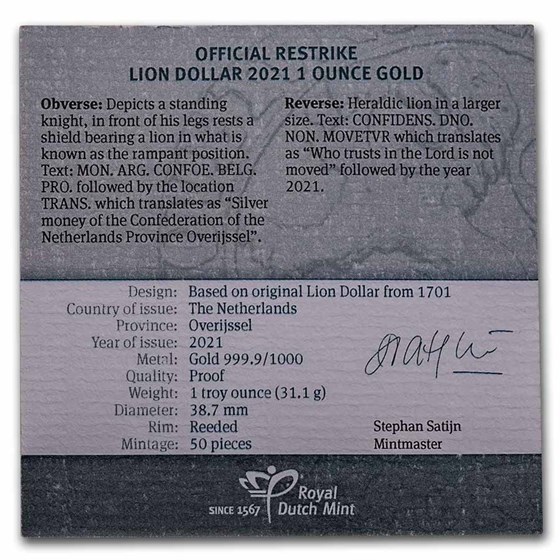 OFFICIAL RESTRIKE
LION DOLLAR 2021 1 OUNCE GOLD
Obverse: Depicts a standing
knight, in front of his legs rests a
shield bearing a lion in what is
known as the rampant position.
Text: MON. ARG. CONFOE. BELG.
PRO. followed by the location
TRANS. which translates as “Silver
money of the Confederation of the
Netherlands Province Overijssel”.
Reverse: Heraldic lion in a larger
size. Text: CONFIDENS. DNO.
NON. MOVETVR which translates
as “Who trusts in the Lord is not
moved” followed by the year
2021.
Design: Based on original Lion Dollar from 1701
Country of issue: The Netherlands
Province: Overijssel
Year of issue: 2021
Metal: Gold 999.9/1000
Quality: Proof
Weight: 1 troy ounce (31.1 g)
Diameter: 38.7 mm
Rim: Reeded
Mintage: 50 pieces
Stephan Satijn
Mintmaster
SINCE 1567
Royal
Dutch Mint